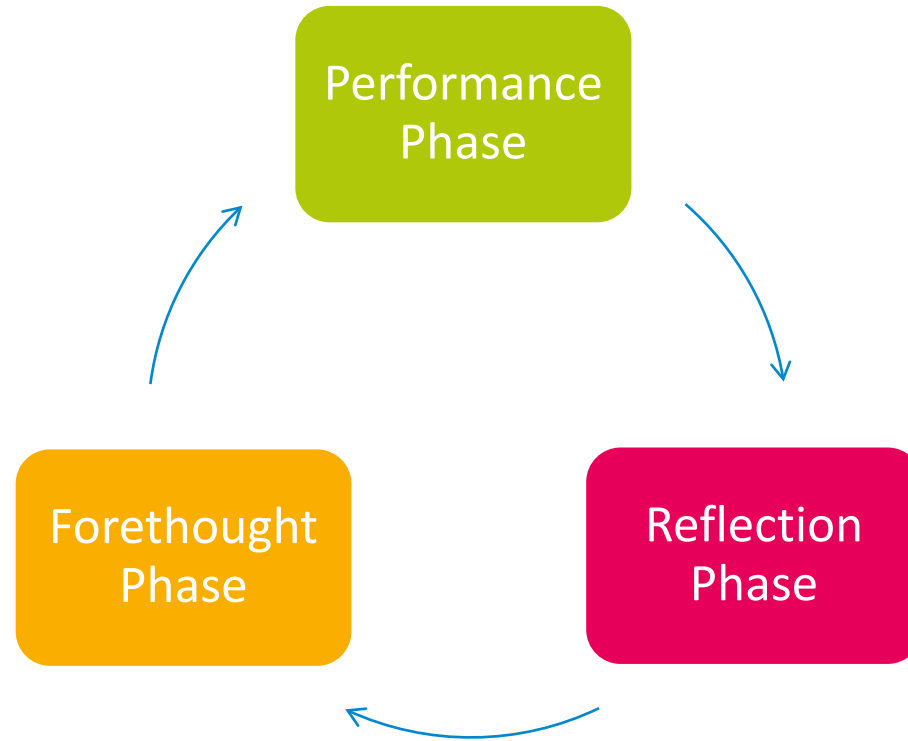 Performance
Phase
Forethought
Phase
Reflection
Phase